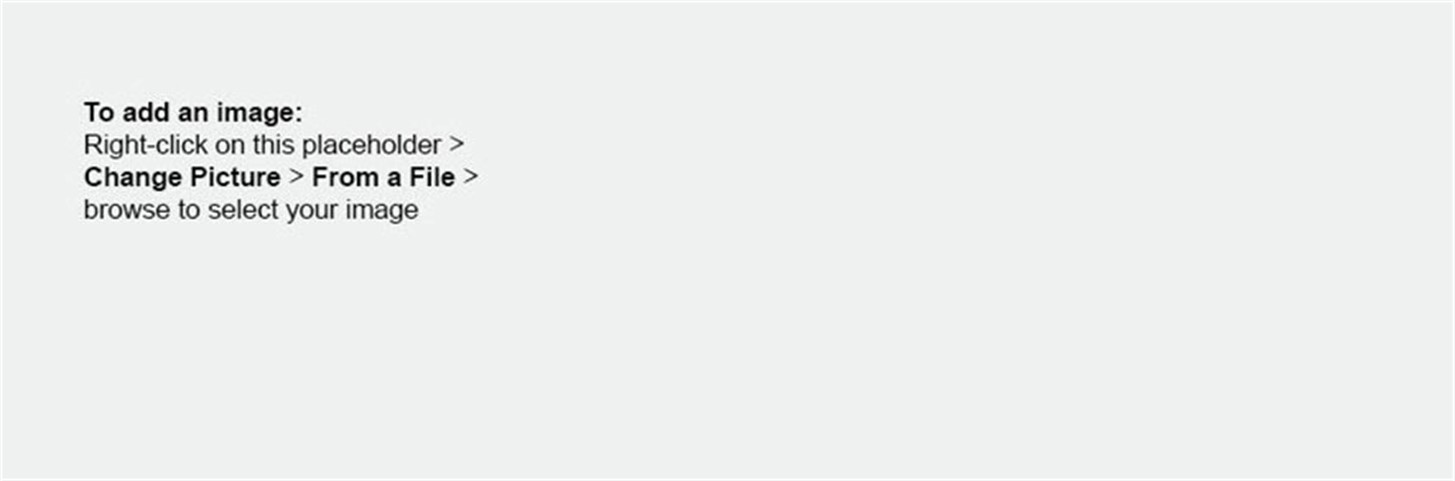 To add an image:
Right-click on this placeholder >
Change Picture > From a File >
browse to select your image